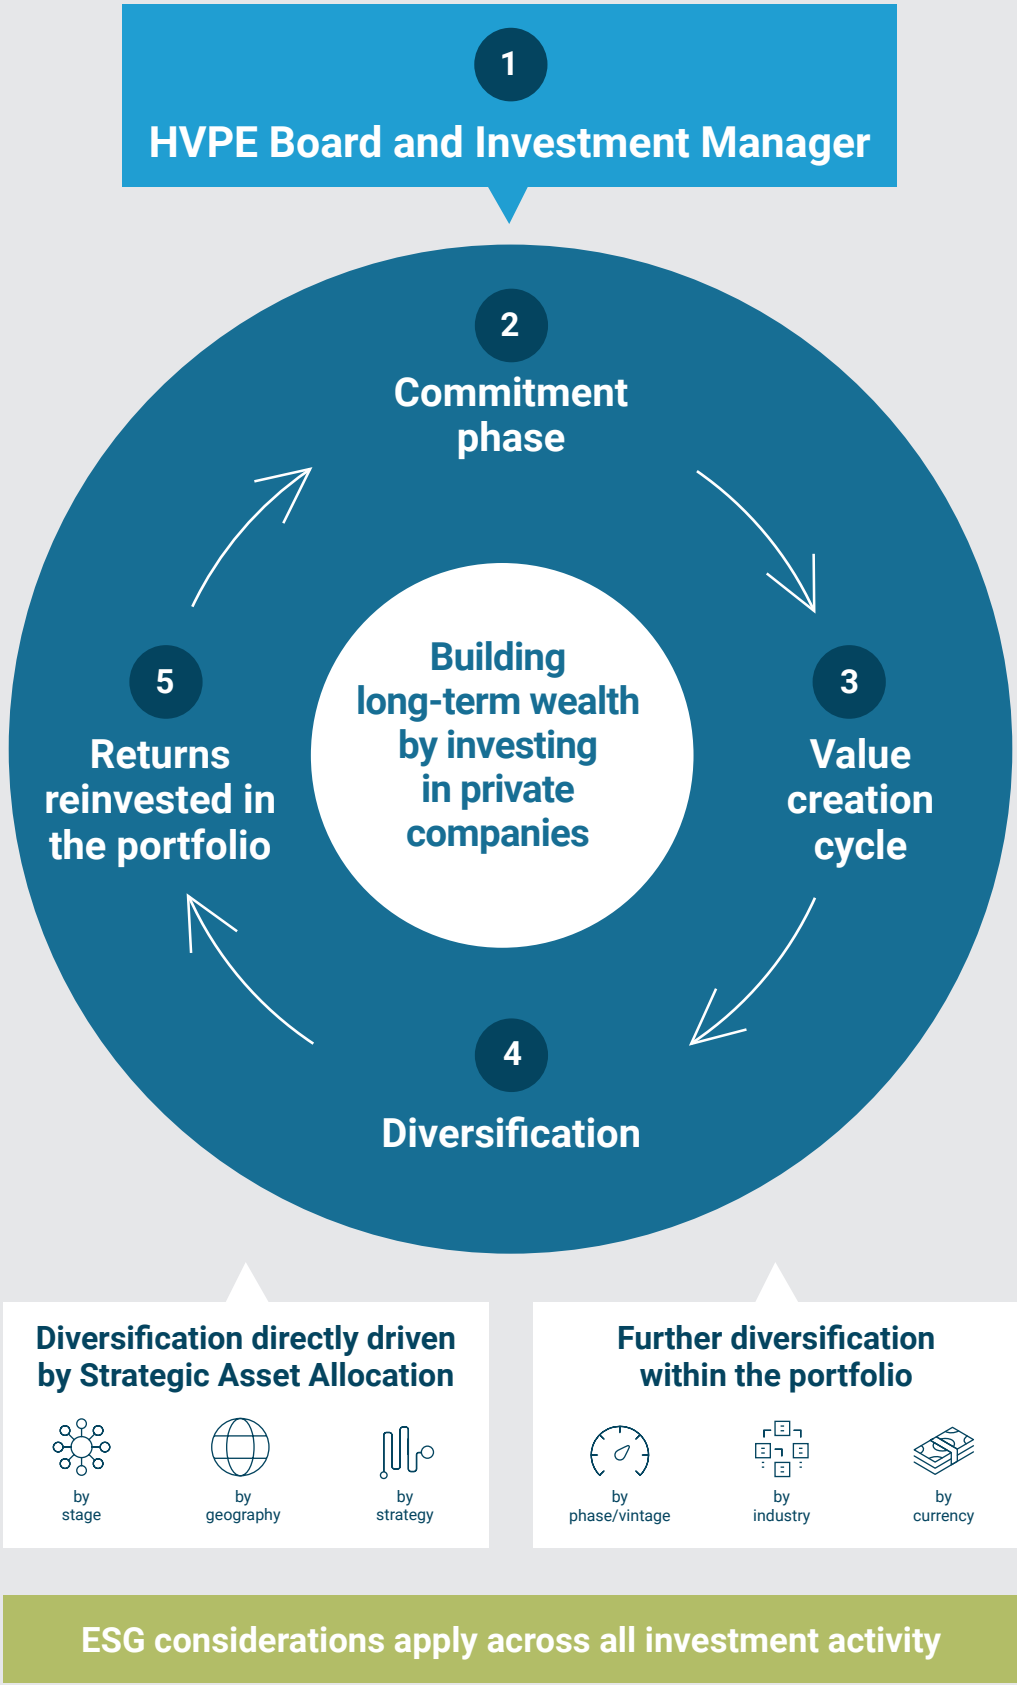 1
HVPE Board and Investment Manager
2
Commitment
phase
3
Value
creation
cycle
4
Diversification
5
Returns
reinvested in
the portfolio
Building
long-term wealth
by investing
in private
companies
Diversification directly driven
by Strategic Asset Allocation
by
stage
by
geography
by
strategy
Further diversification
within the portfolio
by
phase/vintage
by
industry
by
currency
ESG considerations apply across all investment activity